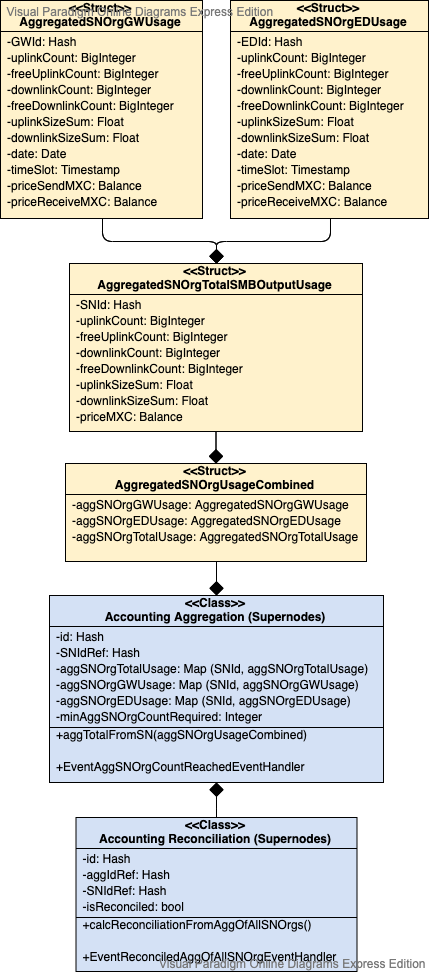 Visual Paradigm Online Diagrams Express Edition
<<Struct>>
AggregatedSNOrgGWUsage
-GWId: Hash
-uplinkCount: BigInteger
-freeUplinkCount: BigInteger
-downlinkCount: BigInteger
-freeDownlinkCount: BigInteger
-uplinkSizeSum: Float
-downlinkSizeSum: Float
-date: Date
-timeSlot: Timestamp
-priceSendMXC: Balance
-priceReceiveMXC: Balance
<<Struct>>
AggregatedSNOrgEDUsage
-EDId: Hash
-uplinkCount: BigInteger
-freeUplinkCount: BigInteger
-downlinkCount: BigInteger
-freeDownlinkCount: BigInteger
-uplinkSizeSum: Float
-downlinkSizeSum: Float
-date: Date
-timeSlot: Timestamp
-priceSendMXC: Balance
-priceReceiveMXC: Balance
<<Struct>>
AggregatedSNOrgTotalSMBOutputUsage
-SNId: Hash
-uplinkCount: BigInteger
-freeUplinkCount: BigInteger
-downlinkCount: BigInteger
-freeDownlinkCount: BigInteger
-uplinkSizeSum: Float
-downlinkSizeSum: Float
-priceMXC: Balance
<<Struct>>
AggregatedSNOrgUsageCombined
-aggSNOrgGWUsage: AggregatedSNOrgGWUsage
-aggSNOrgEDUsage: AggregatedSNOrgEDUsage
-aggSNOrgTotalUsage: AggregatedSNOrgTotalUsage
<<Class>>
Accounting Aggregation (Supernodes)
-id: Hash
-SNIdRef: Hash
-aggSNOrgTotalUsage: Map (SNId, aggSNOrgTotalUsage)
-aggSNOrgGWUsage: Map (SNId, aggSNOrgGWUsage)
-aggSNOrgEDUsage: Map (SNId, aggSNOrgEDUsage)
-minAggSNOrgCountRequired: Integer
+aggTotalFromSN(aggSNOrgUsageCombined)
+EventAggSNOrgCountReachedEventHandler
<<Class>>
Accounting Reconciliation (Supernodes)
-id: Hash
-aggIdRef: Hash
-SNIdRef: Hash
-isReconciled: bool
+calcReconciliationFromAggOfAllSNOrgs()
+EventReconciledAggOfAllSNOrgEventHandler
Visual Paradigm Online Diagrams Express Edition